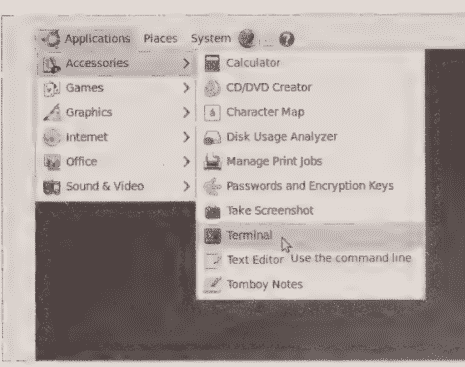 Applications Places System
Accessories
Games
Graphics
Internet
Office
Sound & Video
Calculator
CD/DVD Creator
Character Map
Disk Usage Analyzer
Manage Print Jobs
Passwords and Encryption Keys
Take Screenshot
Terminal
Text Editor Use the command line
Tomboy Notes